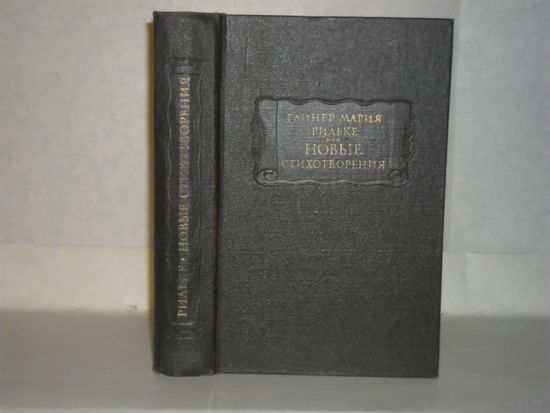 РАЙНЕР МАРИЯ
РИЛЬКЕ
НОВЫЕ
СТИХОТВОРЕНИЯ
РИЛЬКЕ • НОВЫЕ СТИХОТВОРЕНИЯ